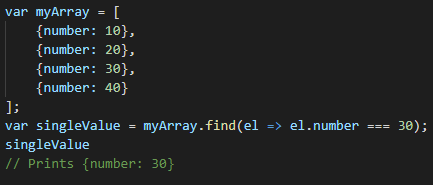 var myArray = [
    {number: 10},
    {number: 20},
    {number: 30},
    {number: 40}
];
var singleValue = myArray.find(el => el.number === 30);
singleValue
// Prints {number: 30}